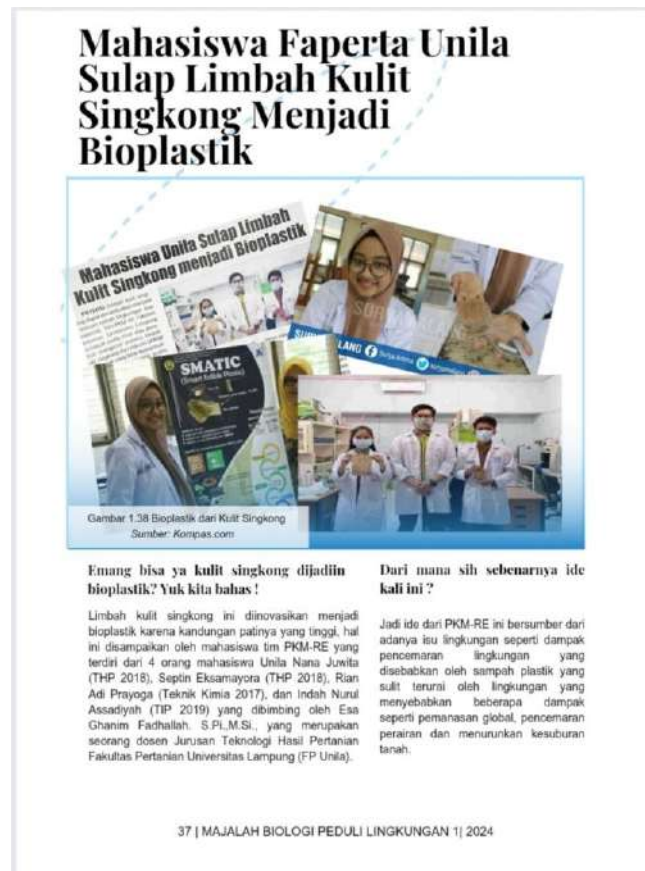 Mahasiswa Faperta Unila
Sulap Limbah Kulit
Singkong Menjadi
Bioplastik
Mahasiswa Unila Sulap Limbah
Kulit Singkong menjadi Bioplastik
SURYA MALANG
SMATIC
Gambar 1.38 Bioplastik dari Kulit Singkong
Sumber: Kompas.com
Emang bisa ya kulit singkong dijadiin
bioplastik? Yuk kita bahas !
Limbah kulit singkong ini diinovasikan menjadi
bioplastik karena kandungan patinya yang tinggi, hal
ini disampaikan oleh mahasiswa tim PKM-RE yang
terdiri dari 4 orang mahasiswa Unila Nana Juwita
(THP 2018), Septin Eksamayora (THP 2018), Rian
Adi Prayoga (Teknik Kimia 2017), dan Indah Nurul
Assadiyah (TIP 2019) yang dibimbing oleh Esa
Ghanim Fadhallah. S.Pi.,M.Si., yang merupakan
seorang dosen Jurusan Teknologi Hasil Pertanian
Fakultas Pertanian Universitas Lampung (FP Unila).
Dari mana sih sebenarnya ide
kali ini ?
Jadi ide dari PKM-RE ini bersumber dari
adanya isu lingkungan seperti dampak
pencemaran lingkungan yang
disebabkan oleh sampah plastik yang
sulit terurai oleh lingkungan yang
menyebabkan beberapa dampak
seperti pemanasan global, pencemaran
perairan dan menurunkan kesuburan
tanah.
37 | MAJALAH BIOLOGI PEDULI LINGKUNGAN 1| 2024